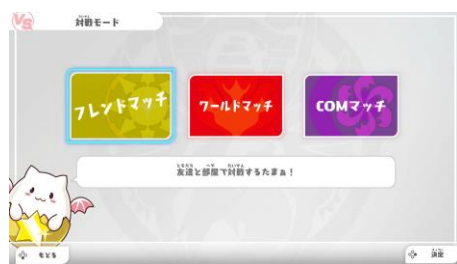 VS 対戦モード
フレンドマッチ
ワールドマッチ
COMマッチ
友達と部屋で対戦するたまぁ!
もどる
決定